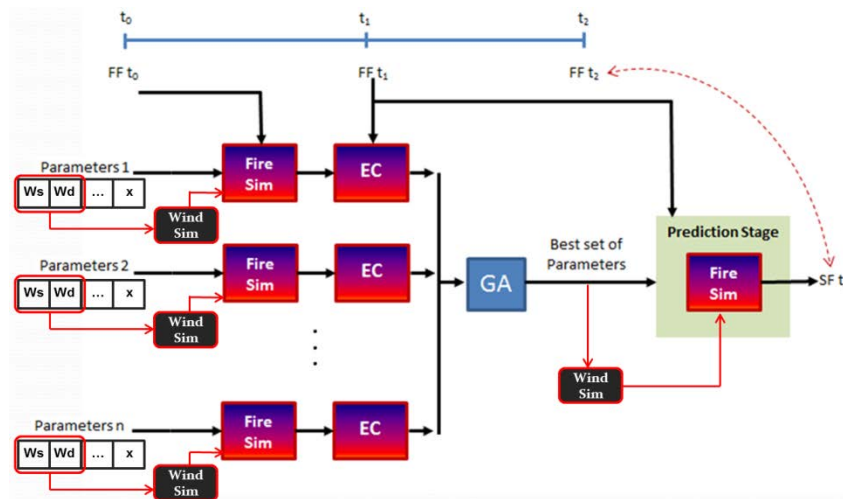 t0 t1 t2
FF t0 FF t1 FF t2
Parameters 1
Ws Wd ... x
Wind Sim
Fire Sim
EC
Parameters 2
Ws Wd ... x
Wind Sim
Fire Sim
EC
Parameters n
Ws Wd ... x
Wind Sim
Fire Sim
EC
GA
Best set of
Parameters
Wind
Sim
Prediction Stage
Fire
Sim
SF t